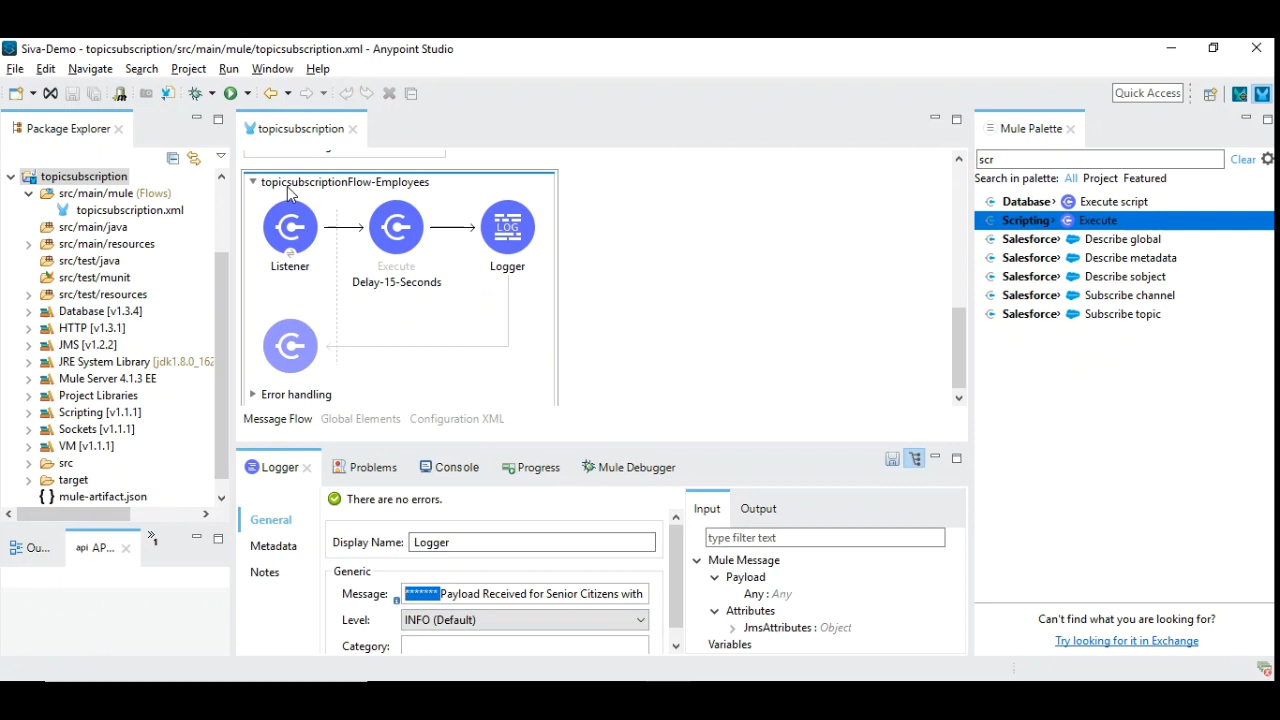 Siva-Demo - topicsubscription/src/main/mule/topicsubscription.xml - Anypoint Studio
File Edit Navigate Search Project Run Window Help
Quick Access
Package Explorer
topicsubscription
src/main/mule (Flows)
topicsubscription.xml
src/main/java
src/main/resources
src/test/java
src/test/munit
src/test/resources
Database [v1.3.4]
HTTP [v1.3.1]
JMS [v1.2.2]
JRE System Library [jdk1.8.0_162
Mule Server 4.1.3 EE
Project Libraries
Scripting [v1.1.1]
Sockets [v1.1.1]
VM [v1.1.1]
src
target
mule-artifact.json
Ou...
api AP...
1
topicsubscription
topicsubscriptionFlow-Employees
LOG
Listener
Execute
Delay-15-Seconds
Logger
Error handling
Message Flow Global Elements Configuration XML
Logger Problems Console Progress Mule Debugger
There are no errors.
General
Metadata
Notes
Display Name: Logger
Generic
Message: *******Payload Received for Senior Citizens with
Level: INFO (Default)
Category:
Input Output
type filter text
Mule Message
Payload
Any : Any
Attributes
JmsAttributes : Object
Variables
Mule Palette
scr
Clear
Search in palette: All Project Featured
Database> Execute script
Scripting> Execute
Salesforce> Describe global
Salesforce> Describe metadata
Salesforce> Describe sobject
Salesforce> Subscribe channel
Salesforce> Subscribe topic
Can't find what you are looking for?
Try looking for it in Exchange